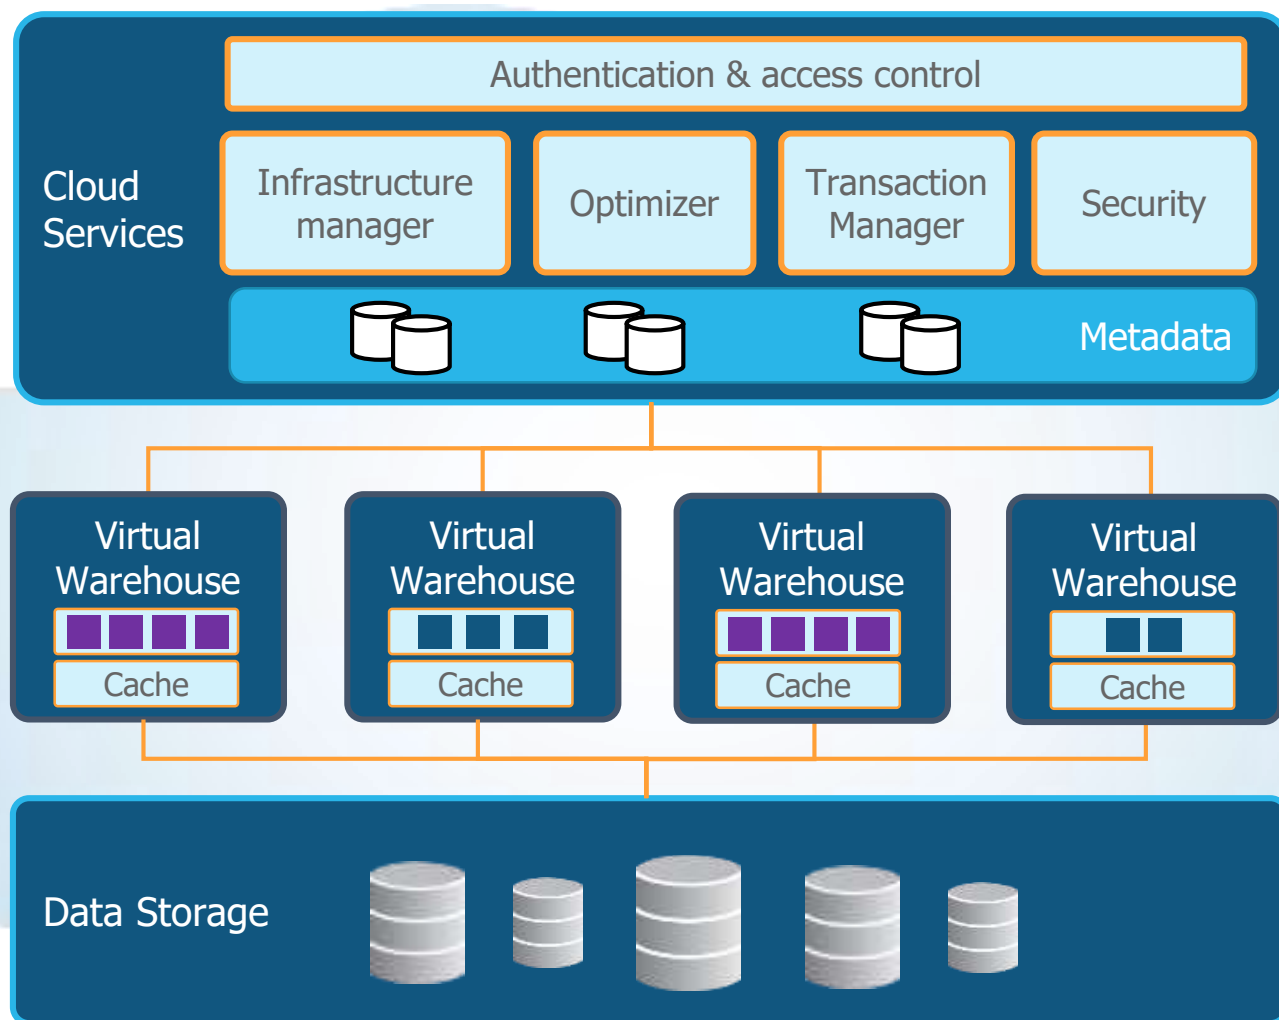 Authentication & access control
Cloud
Services
Infrastructure
manager
Optimizer
Transaction
Manager
Security
Metadata
Virtual
Warehouse
Cache
Virtual
Warehouse
Cache
Virtual
Warehouse
Cache
Virtual
Warehouse
Cache
Data Storage